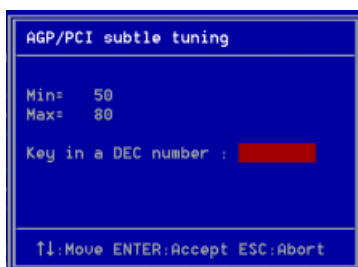 AGP/PCI subtle tuning
Min= 50
Max= 80
Key in a DEC number :
↑↓:Move ENTER:Accept ESC:Abort